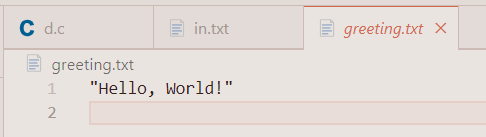 C d.c in.txt greeting.txt ×
greeting.txt
1 "Hello, World!"
2